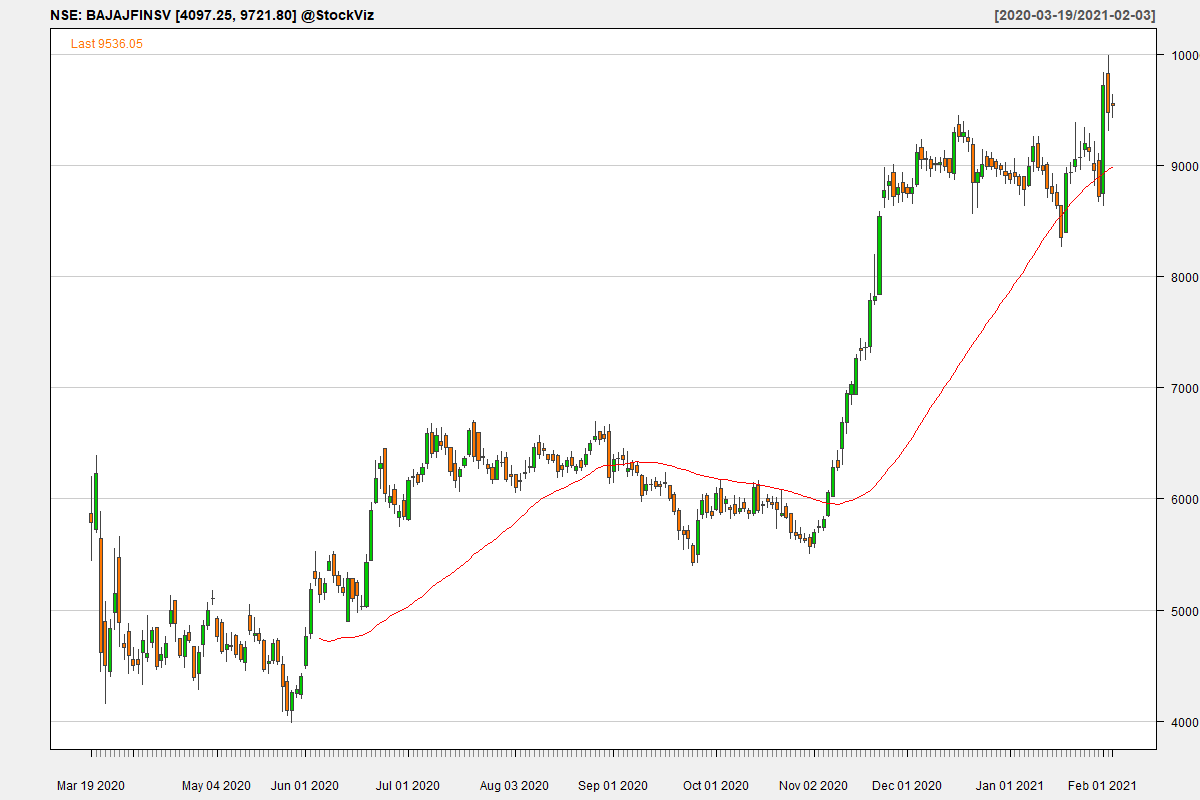 NSE: BAJAJFINSV [4097.25, 9721.80] @StockViz
[2020-03-19/2021-02-03]
Last 9536.05
1000
9000
8000
7000
6000
5000
4000
Mar 19 2020
May 04 2020
Jun 01 2020
Jul 01 2020
Aug 03 2020
Sep 01 2020
Oct 01 2020
Nov 02 2020
Dec 01 2020
Jan 01 2021
Feb 01 2021